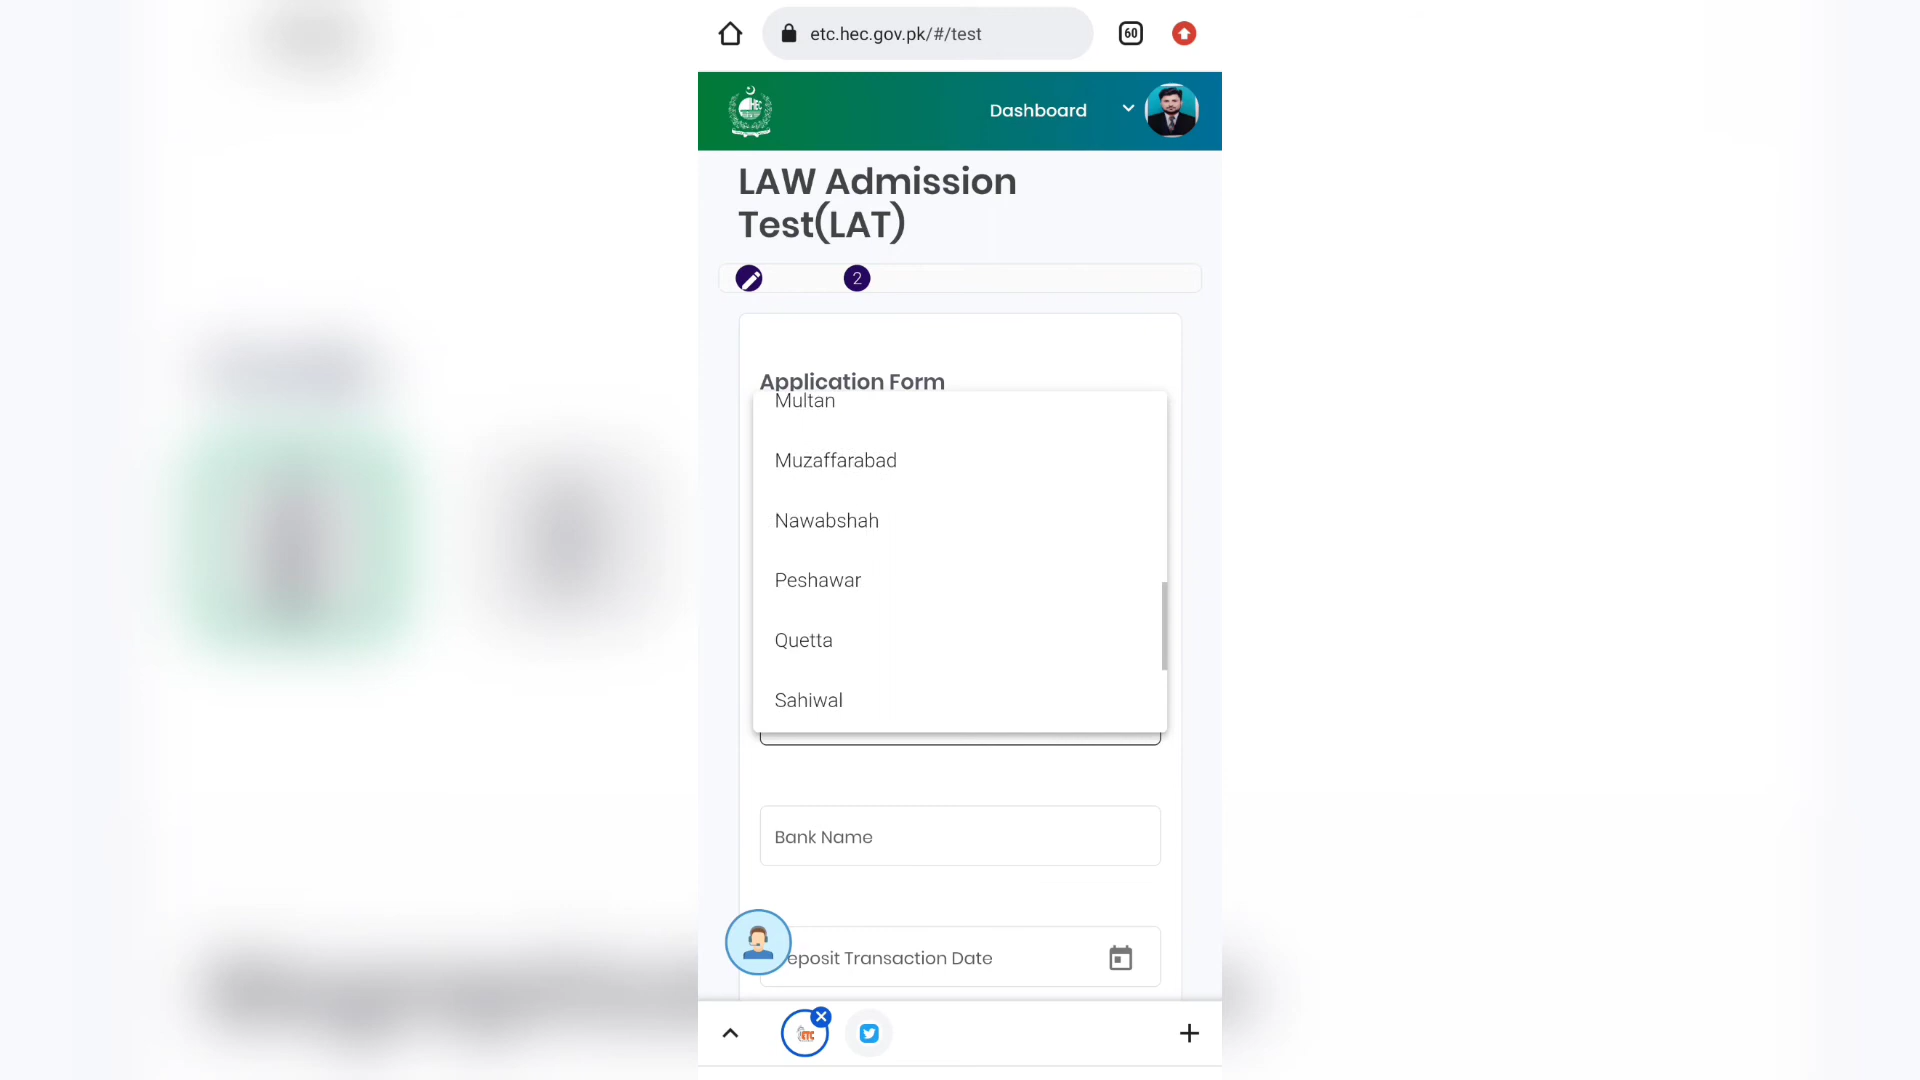 etc.hec.gov.pk/#/test
60
Dashboard
LAW Admission
Test(LAT)
2
Application Form
Multan
Muzaffarabad
Nawabshah
Peshawar
Quetta
Sahiwal
Bank Name
eposit Transaction Date
ETC